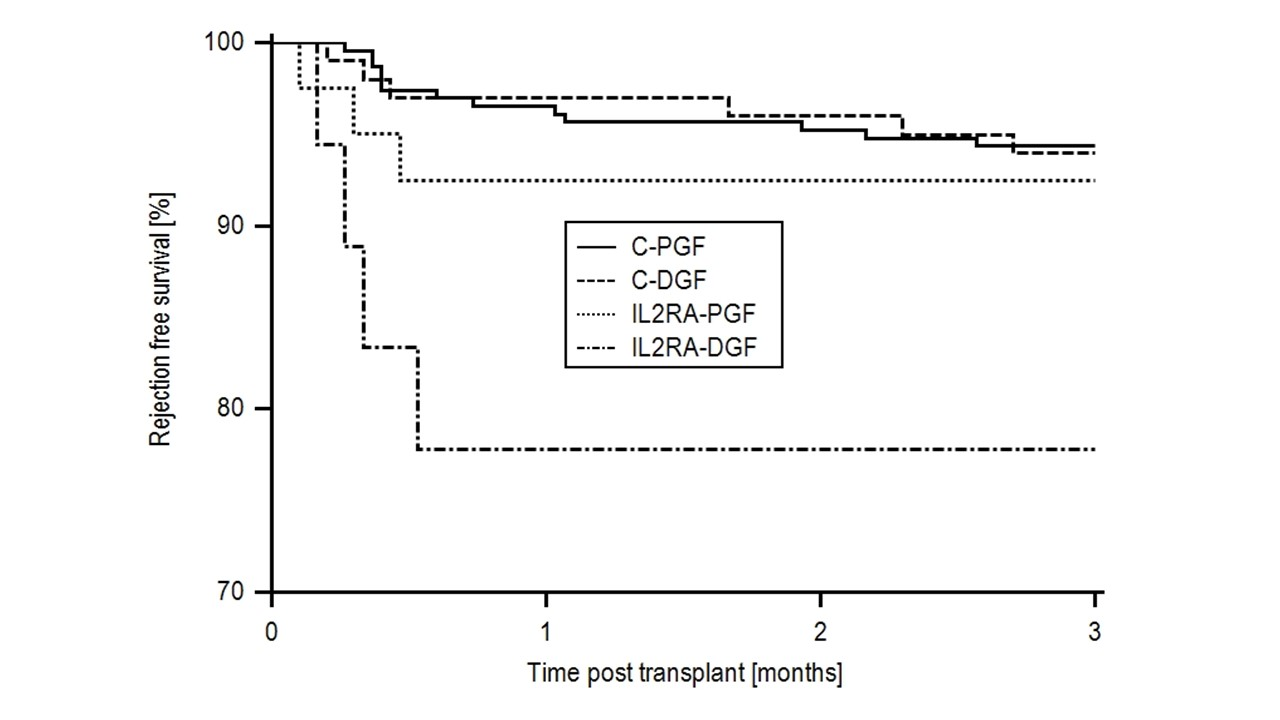 100
90
80
70
Rejection free survival [%]
C-PGF
C-DGF
IL2RA-PGF
IL2RA-DGF
0 1 2 3
Time post transplant [months]